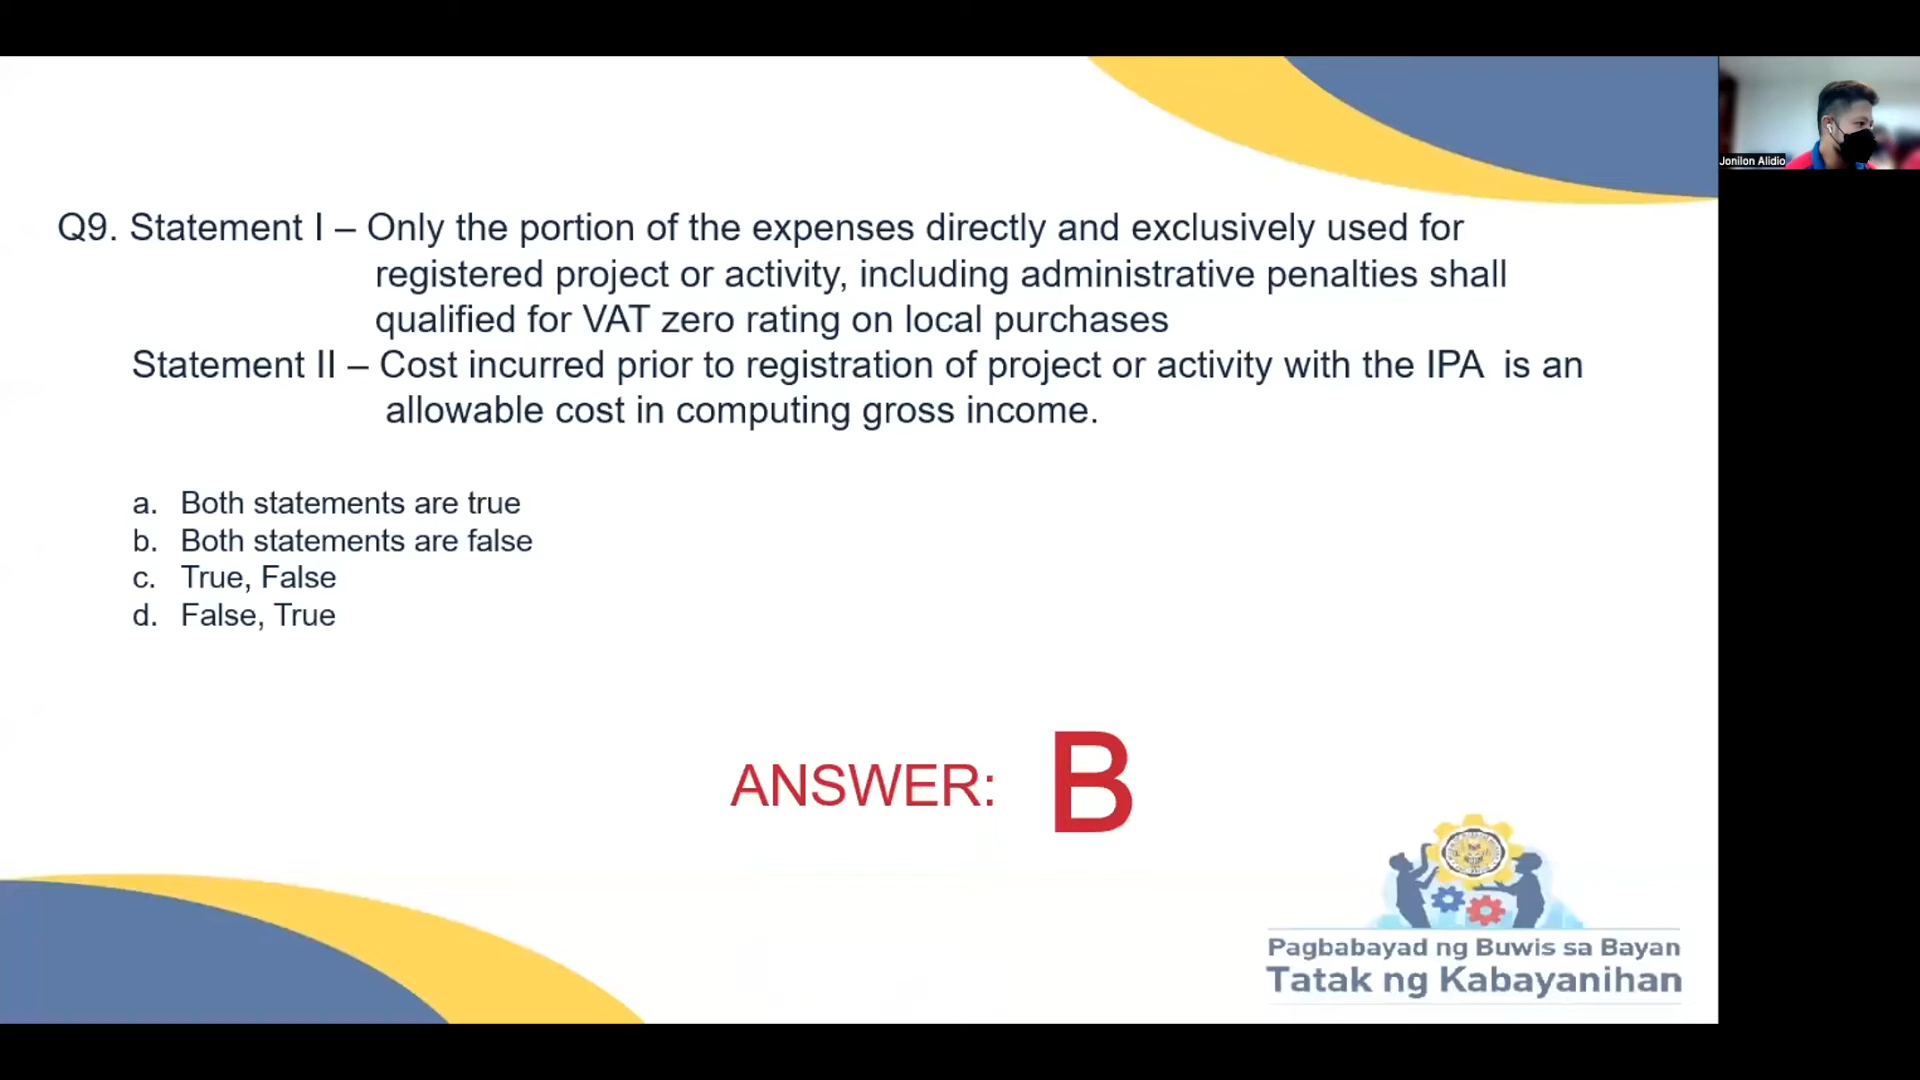 Jonilon Alidio
Q9. Statement I – Only the portion of the expenses directly and exclusively used for
registered project or activity, including administrative penalties shall
qualified for VAT zero rating on local purchases
Statement II – Cost incurred prior to registration of project or activity with the IPA is an
allowable cost in computing gross income.
a. Both statements are true
b. Both statements are false
c. True, False
d. False, True
ANSWER: B
Pagbabayad ng Buwis sa Bayan
Tatak ng Kabayanihan